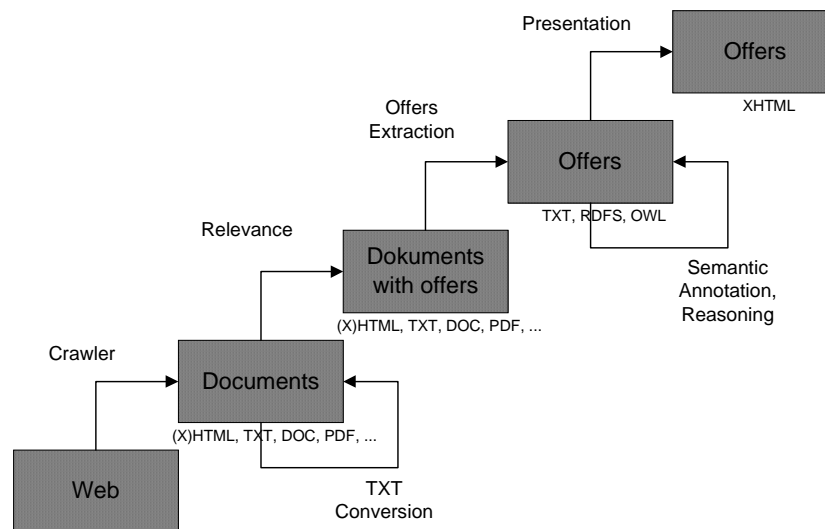 Presentation
Offers
XHTML
Offers
Extraction
Offers
TXT, RDFS, OWL
Semantic
Annotation,
Reasoning
Relevance
Dokuments
with offers
(X)HTML, TXT, DOC, PDF, ...
Crawler
Documents
(X)HTML, TXT, DOC, PDF, ...
TXT
Conversion
Web